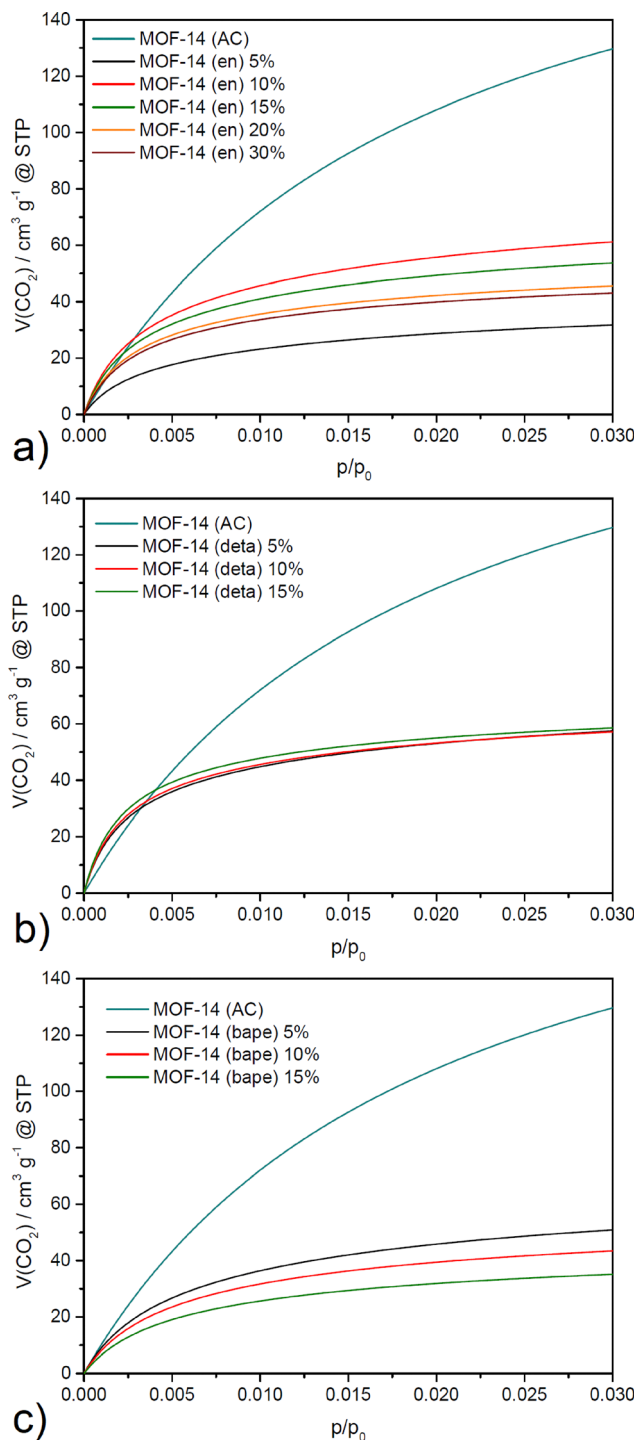 MOF-14 (AC)
MOF-14 (en) 5%
MOF-14 (en) 10%
MOF-14 (en) 15%
MOF-14 (en) 20%
MOF-14 (en) 30%
140
120
100
80
60
40
20
0
V(CO₂) / cm³ g⁻¹ @ STP
0.000 0.005 0.010 0.015 0.020 0.025 0.030
p/p₀
a)
MOF-14 (AC)
MOF-14 (deta) 5%
MOF-14 (deta) 10%
MOF-14 (deta) 15%
140
120
100
80
60
40
20
0
V(CO₂) / cm³ g⁻¹ @ STP
0.000 0.005 0.010 0.015 0.020 0.025 0.030
p/p₀
b)
MOF-14 (AC)
MOF-14 (bape) 5%
MOF-14 (bape) 10%
MOF-14 (bape) 15%
140
120
100
80
60
40
20
0
V(CO₂) / cm³ g⁻¹ @ STP
0.000 0.005 0.010 0.015 0.020 0.025 0.030
p/p₀
c)